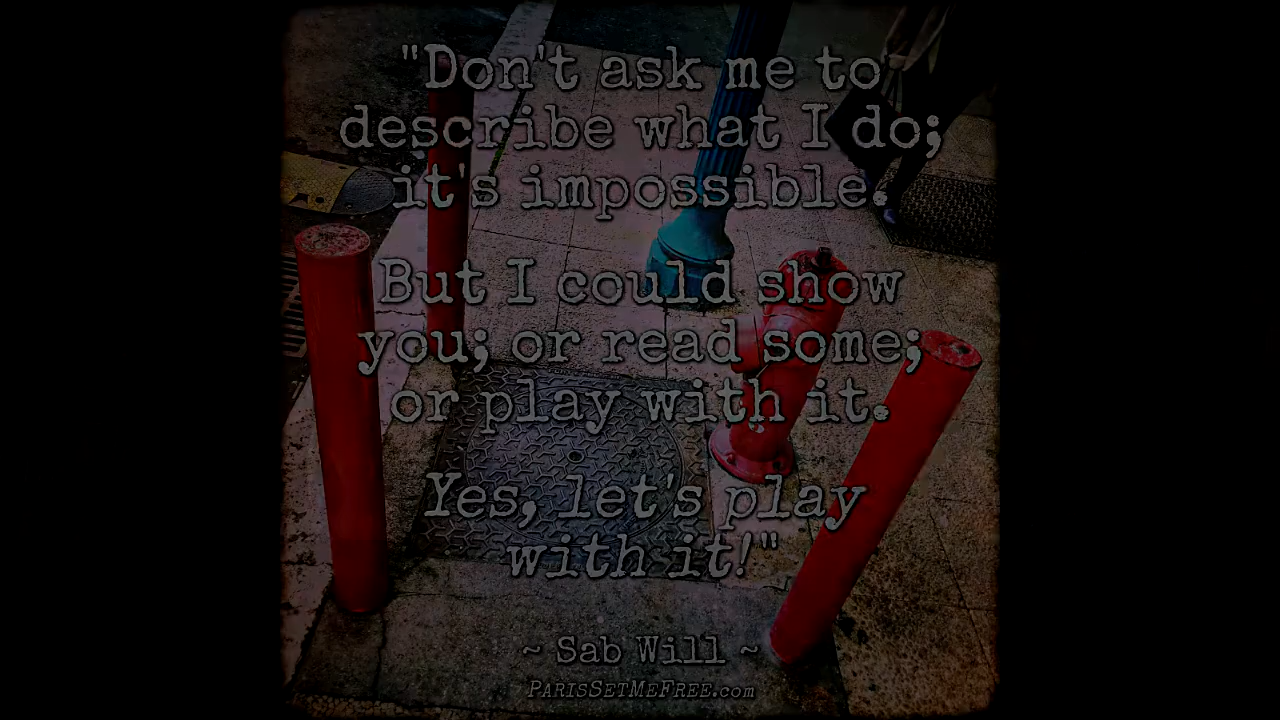 "Don't ask me to
describe what I do;
it's impossible.
But I could show
you; or read some;
or play with it.
Yes, let's play
with it!"
~ Sab Will ~
PARISSETMEFREE.com